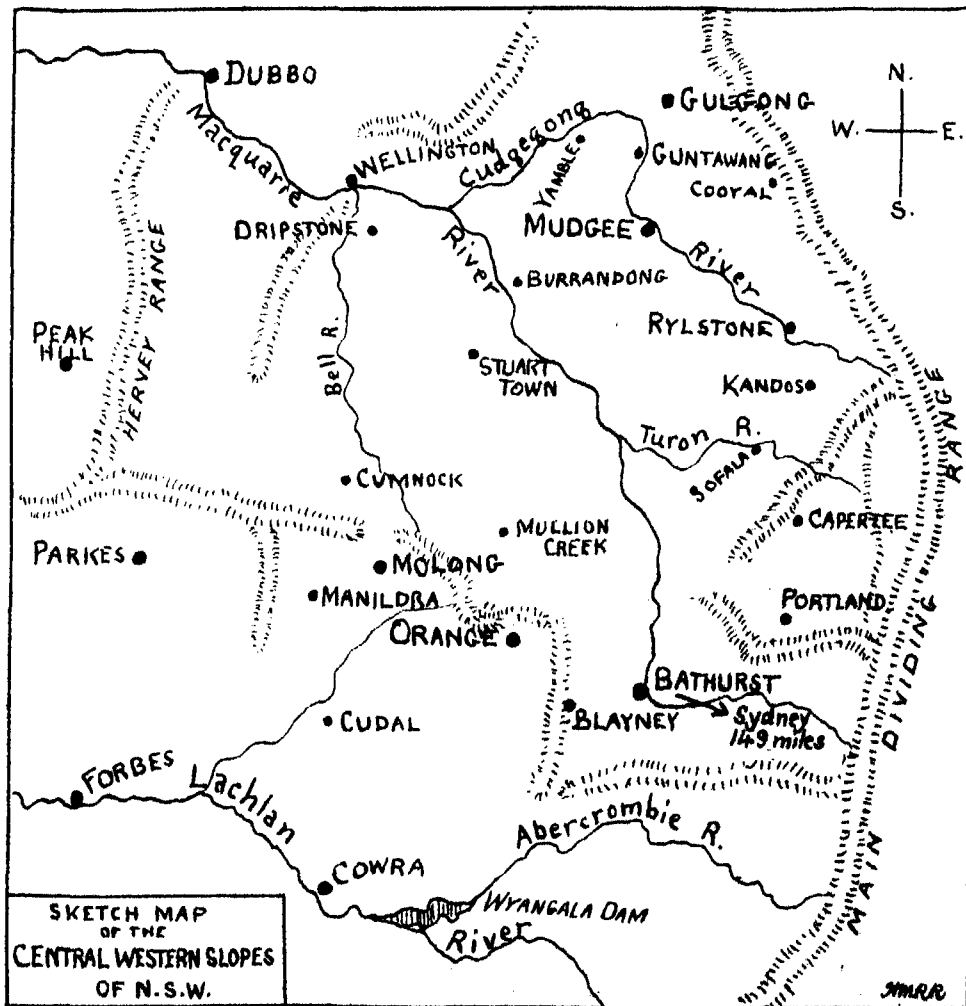 DUBBO
Macquarie
WELLINGTON
Cudgegong
GULGONG
N.
W.
E.
S.
YAMBLE
GUNTAWANG
COOYAL
DRIPSTONE
River
MUDGEE
River
BURRANDONG
HERVEY RANGE
PEAK
HILL
Bell R.
STUART
TOWN
RYLSTONE
KANDOS
Turon R.
SOFALA
CUMNOCK
CAPERTEE
MULLION
CREEK
PARKES
MOLONG
MANILDRA
ORANGE
PORTLAND
BATHURST
Sydney
149 miles
BLAYNEY
CUDAL
MAIN DIVIDING RANGE
FORBES
Lachlan
Abercrombie R.
COWRA
WYANGALA DAM
River
SKETCH MAP
OF THE
CENTRAL WESTERN SLOPES
OF N.S.W.
HMRR